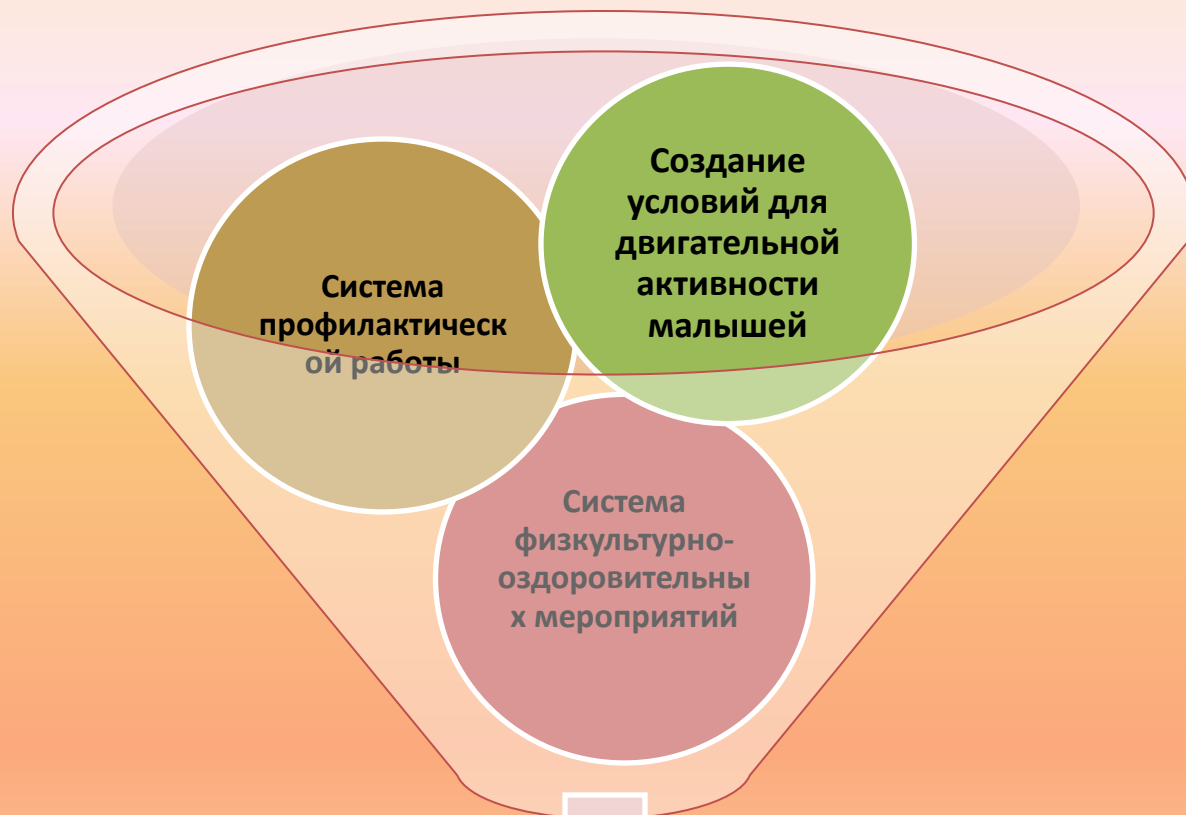 Создание
условий для
двигательной
активности
малышей
Система
профилактическ
ой работы
Система
физкультурно-
оздоровительны
х мероприятий